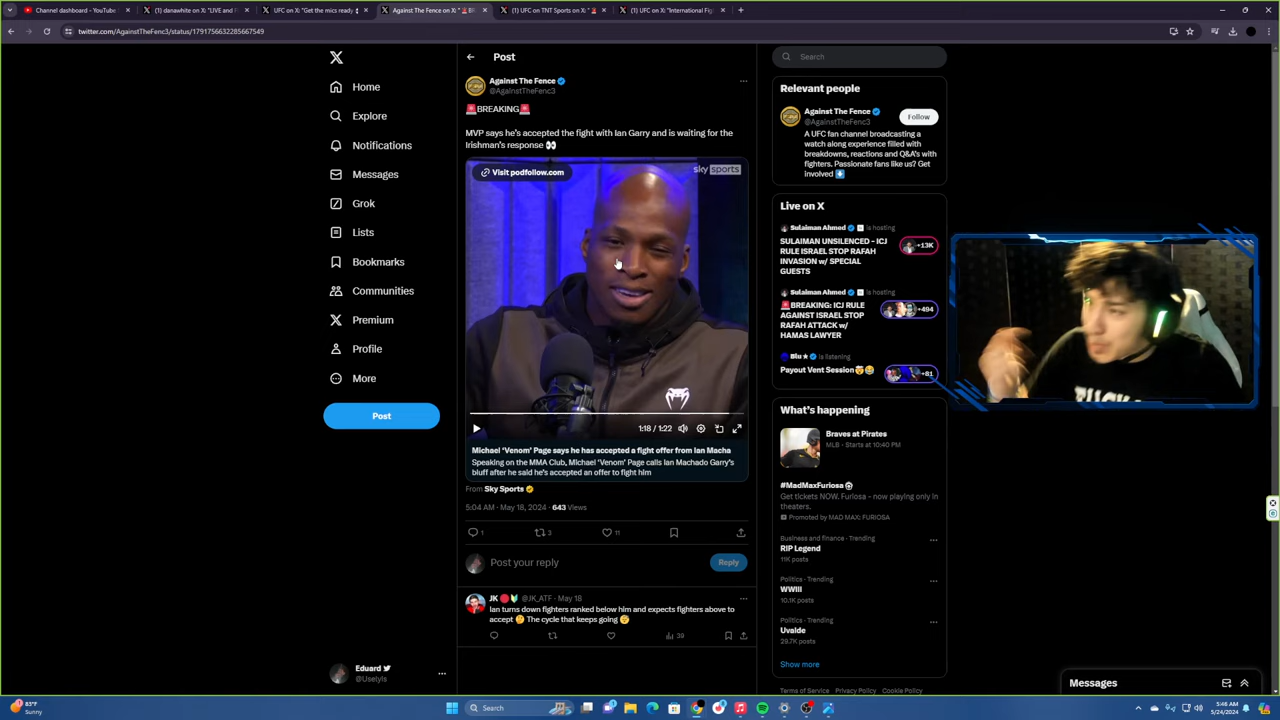 Channel dashboard - YouTube
(1) danawhite on X: "LIVE and
UFC on X: "Get the mics ready
Against The Fence on X: "🚨BR
UFC on TNT Sports on X: "🚨
(1) UFC on X: "International Fig
twitter.com/AgainstTheFenc3/status/1791756632285667549
Home
Explore
Notifications
Messages
Grok
Lists
Bookmarks
Communities
Premium
Profile
More
Post
Eduard
@Uselyls
Post
Against The Fence
@AgainstTheFenc3
🚨BREAKING🚨
MVP says he's accepted the fight with Ian Garry and is waiting for the
Irishman's response 👀
Visit podfollow.com
sky sports
1:18 / 1:22
Michael 'Venom' Page says he has accepted a fight offer from Ian Macha
Speaking on the MMA Club, Michael 'Venom' Page calls Ian Machado Garry's
bluff after he said he's accepted an offer to fight him
From Sky Sports
5:04 AM · May 18, 2024 · 643 Views
1 3 11
Post your reply
Reply
JK @JK_ATF · May 18
Ian turns down fighters ranked below him and expects fighters above to
accept 🤔 The cycle that keeps going
39
Search
Relevant people
Against The Fence
@AgainstTheFenc3
Follow
A UFC fan channel broadcasting a
watch along experience filled with
breakdowns, reactions and Q&A's with
fighters. Passionate fans like us? Get
involved ⬇️
Live on X
Sulaiman Ahmed is hosting
SULAIMAN UNSILENCED - ICJ
RULE ISRAEL STOP RAFAH
INVASION w/ SPECIAL
GUESTS
+13K
Sulaiman Ahmed is hosting
🚨BREAKING: ICJ RULE
AGAINST ISRAEL STOP
RAFAH ATTACK w/
HAMAS LAWYER
+494
Blu★ is listening
Payout Vent Session🤯😂
+81
What's happening
Braves at Pirates
MLB · Starts at 10:40 PM
#MadMaxFuriosa
Get tickets NOW. Furiosa - now playing only in
theaters.
Promoted by MAD MAX: FURIOSA
Business and finance · Trending
RIP Legend
11K posts
Politics · Trending
WWIII
10.1K posts
Politics · Trending
Uvalde
29.7K posts
Show more
Terms of Service Privacy Policy Cookie Policy
Messages
83°F
Sunny
Search
5:46 AM
5/24/2024